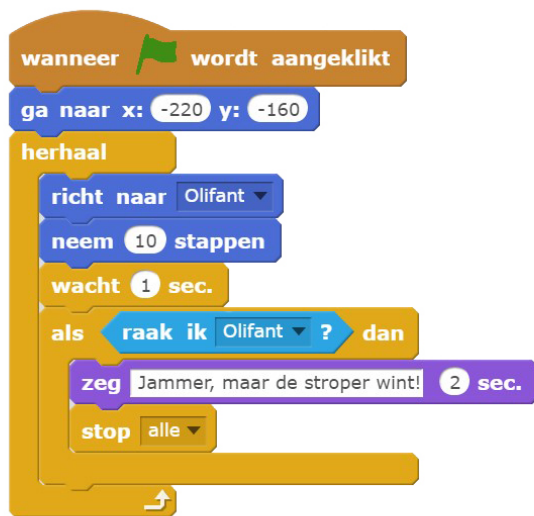 wanneer wordt aangeklikt
ga naar x: -220 y: -160
herhaal
richt naar Olifant
neem 10 stappen
wacht 1 sec.
als raak ik Olifant ? dan
zeg Jammer, maar de stroper wint! 2 sec.
stop alle